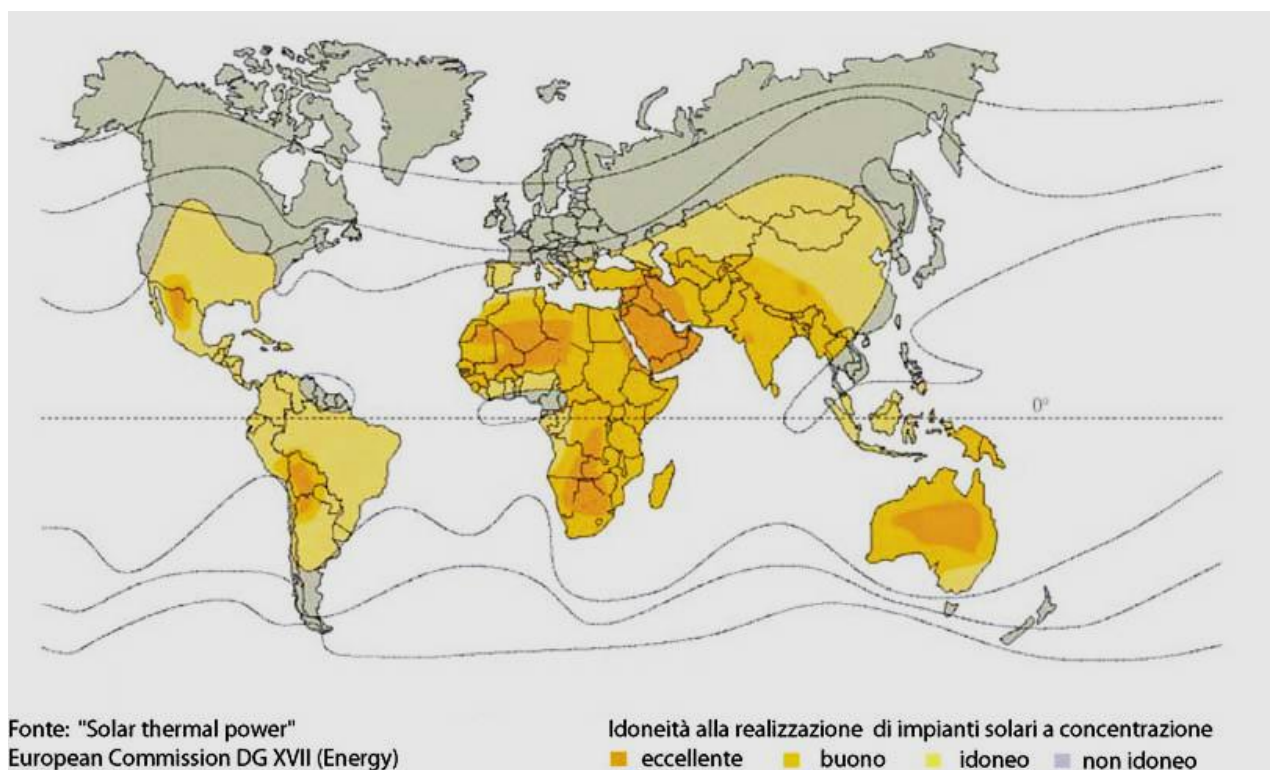 0°
Fonte: "Solar thermal power"
European Commission DG XVII (Energy)
Idoneità alla realizzazione di impianti solari a concentrazione
eccellente buono idoneo non idoneo